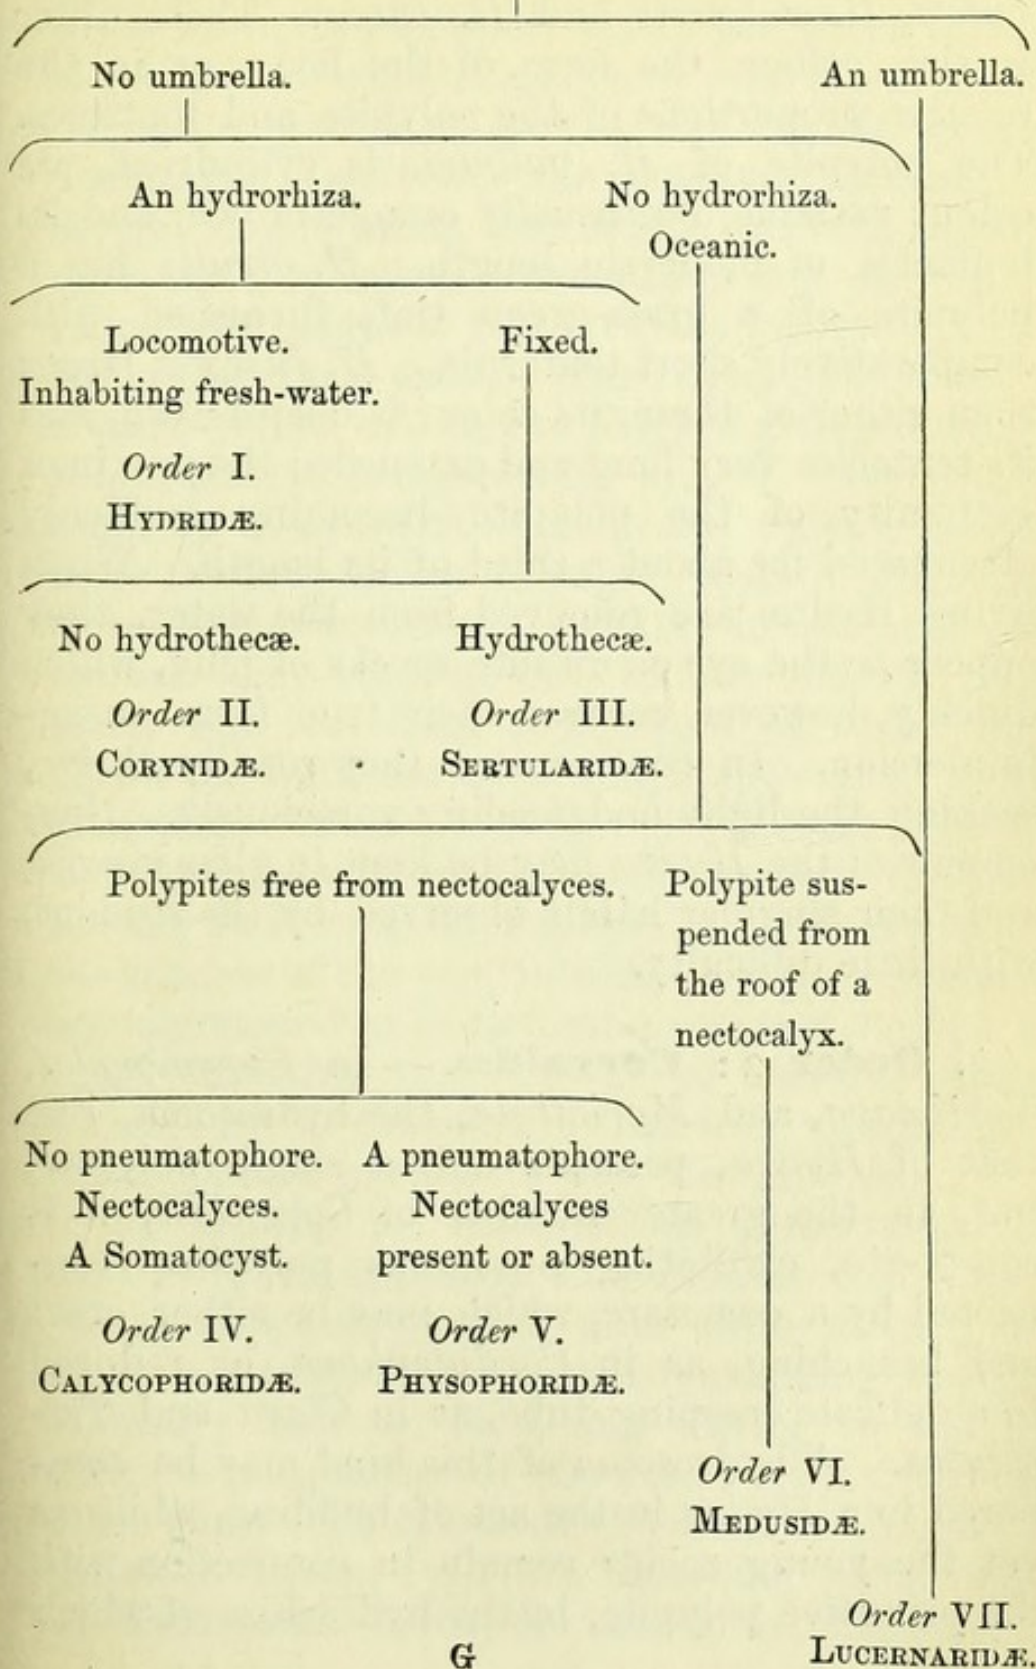 No umbrella.
An umbrella.
An hydrorhiza.
No hydrorhiza.
Oceanic.
Locomotive.
Inhabiting fresh-water.
Fixed.
Order I.
HYDRIDÆ.
No hydrothecæ.
Hydrothecæ.
Order II.
CORYNIDÆ.
Order III.
SERTULARIDÆ.
Polypites free from nectocalyces.
Polypite sus-
pended from
the roof of a
nectocalyx.
No pneumatophore.
Nectocalyces.
A Somatocyst.
A pneumatophore.
Nectocalyces
present or absent.
Order IV.
CALYCOPHORIDÆ.
Order V.
PHYSOPHORIDÆ.
Order VI.
MEDUSIDÆ.
Order VII.
LUCERNARIDÆ.
G